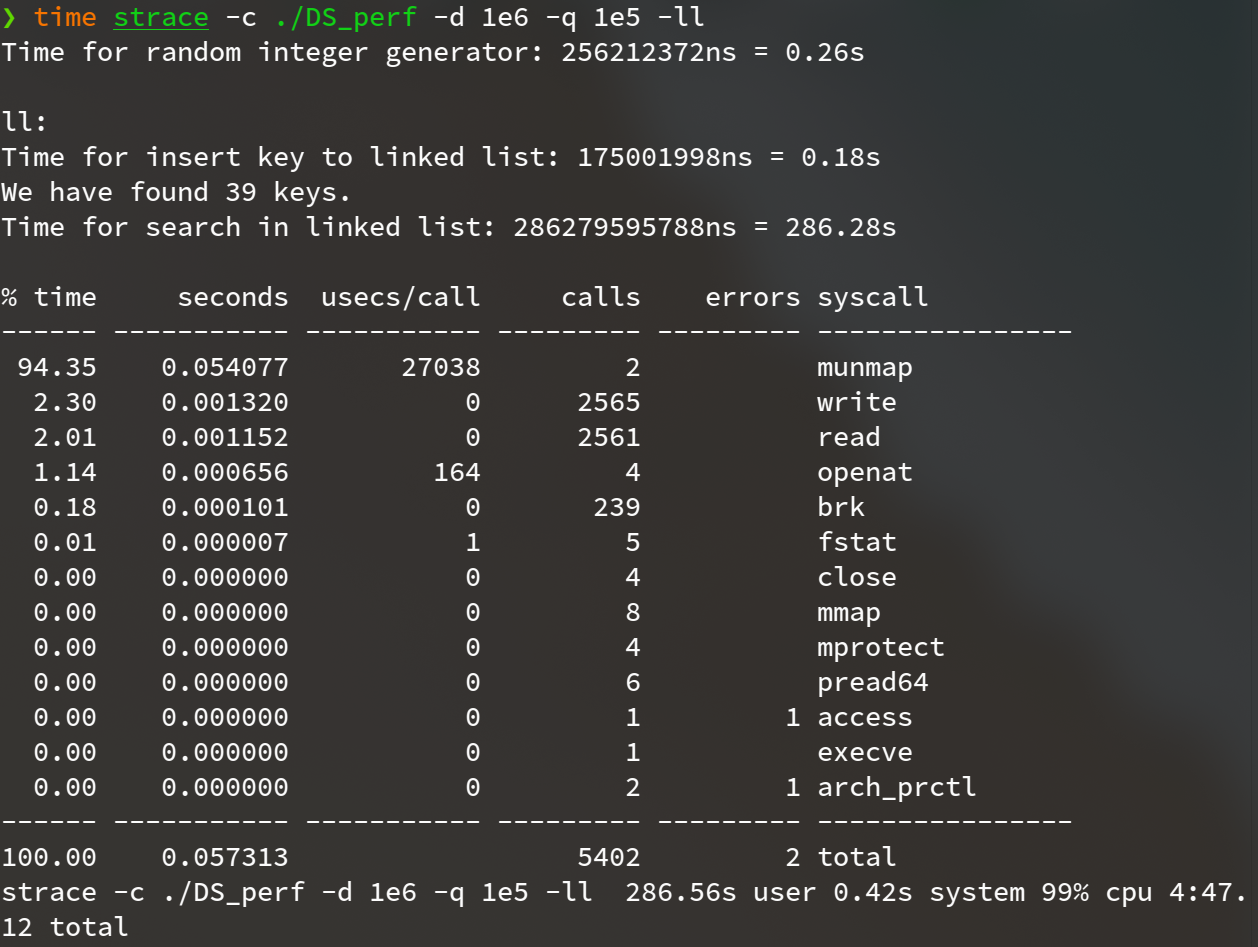 ❯ time strace -c ./DS_perf -d 1e6 -q 1e5 -ll
Time for random integer generator: 256212372ns = 0.26s
ll:
Time for insert key to linked list: 175001998ns = 0.18s
We have found 39 keys.
Time for search in linked list: 286279595788ns = 286.28s
% time     seconds  usecs/call     calls    errors syscall
------ ----------- ----------- --------- --------- ----------------
 94.35    0.054077       27038         2           munmap
  2.30    0.001320           0      2565           write
  2.01    0.001152           0      2561           read
  1.14    0.000656         164         4           openat
  0.18    0.000101           0       239           brk
  0.01    0.000007           1         5           fstat
  0.00    0.000000           0         4           close
  0.00    0.000000           0         8           mmap
  0.00    0.000000           0         4           mprotect
  0.00    0.000000           0         6           pread64
  0.00    0.000000           0         1         1 access
  0.00    0.000000           0         1           execve
  0.00    0.000000           0         2         1 arch_prctl
------ ----------- ----------- --------- --------- ----------------
100.00    0.057313                  5402         2 total
strace -c ./DS_perf -d 1e6 -q 1e5 -ll  286.56s user 0.42s system 99% cpu 4:47.
12 total